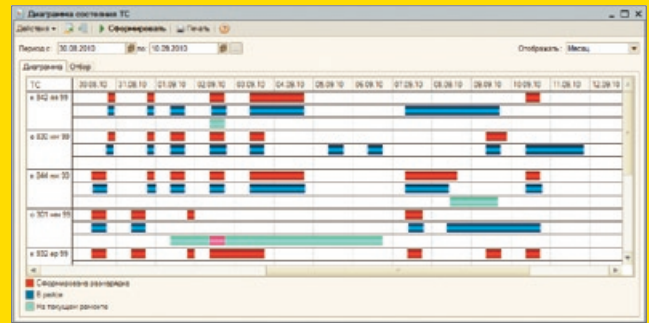 Диаграмма состояния ТС
Действия Сформировать Печать
Период с: 30.08.2010 по: 10.09.2010 Отображать: Месяц
Диаграмма Отбор
ТС 30.08.10 31.08.10 01.09.10 02.09.10 03.09.10 04.09.10 05.09.10 06.09.10 07.09.10 08.09.10 09.09.10 10.09.10 11.09.10 12.09.10
Сформирована разнарядка
В рейсе
На текущем ремонте